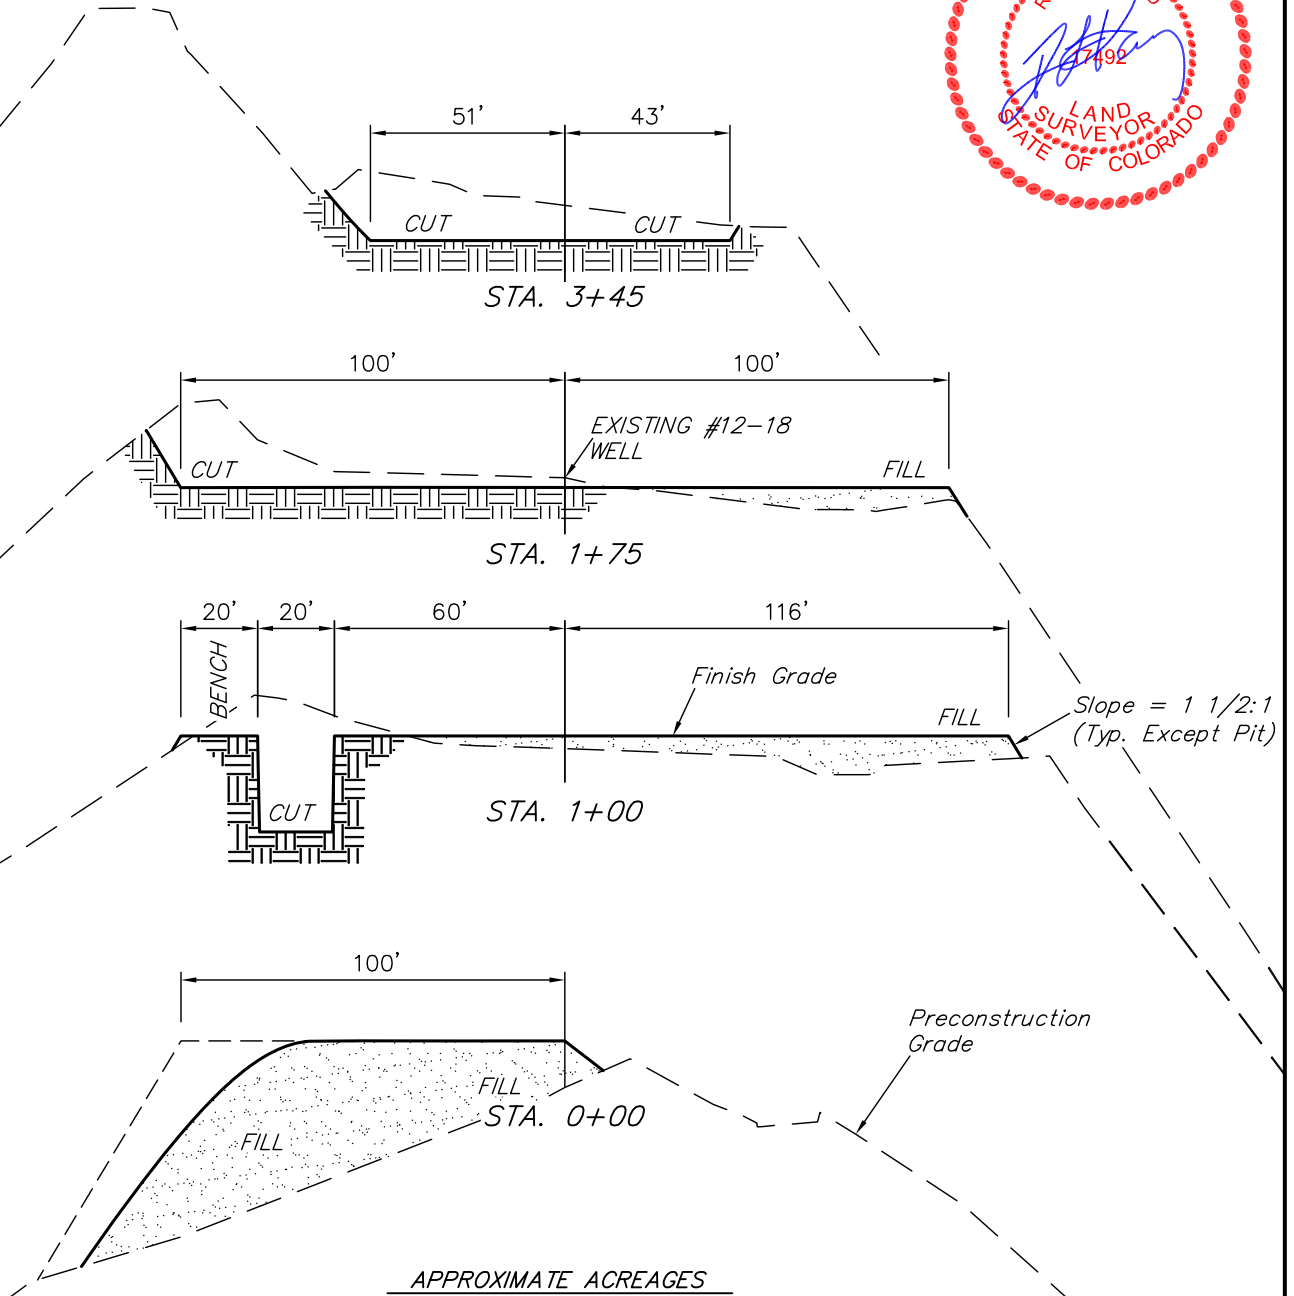 17492
LAND
SURVEYOR
STATE OF COLORADO
51'
43'
CUT
CUT
STA. 3+45
100'
100'
EXISTING #12-18
WELL
CUT
FILL
STA. 1+75
20'
20'
60'
116'
BENCH
Finish Grade
FILL
Slope = 1 1/2:1
(Typ. Except Pit)
CUT
STA. 1+00
100'
Preconstruction
Grade
FILL
STA. 0+00
FILL
APPROXIMATE ACREAGES